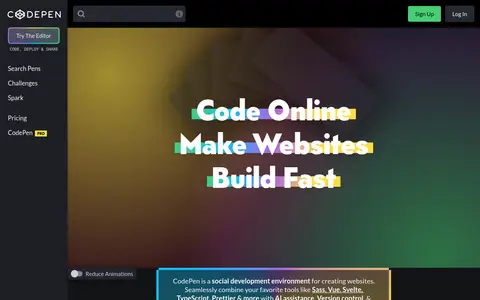 CODEPEN
Try The Editor
CODE, DEPLOY & SHARE
Search Pens
Challenges
Spark
Pricing
CodePen PRO
Sign Up
Log In
Code Online
Make Websites
Build Fast
Reduce Animations
CodePen is a social development environment for creating websites.
Seamlessly combine your favorite tools like Sass, Vue, Svelte,
TypeScript, Prettier & more with AI assistance, Version control, &